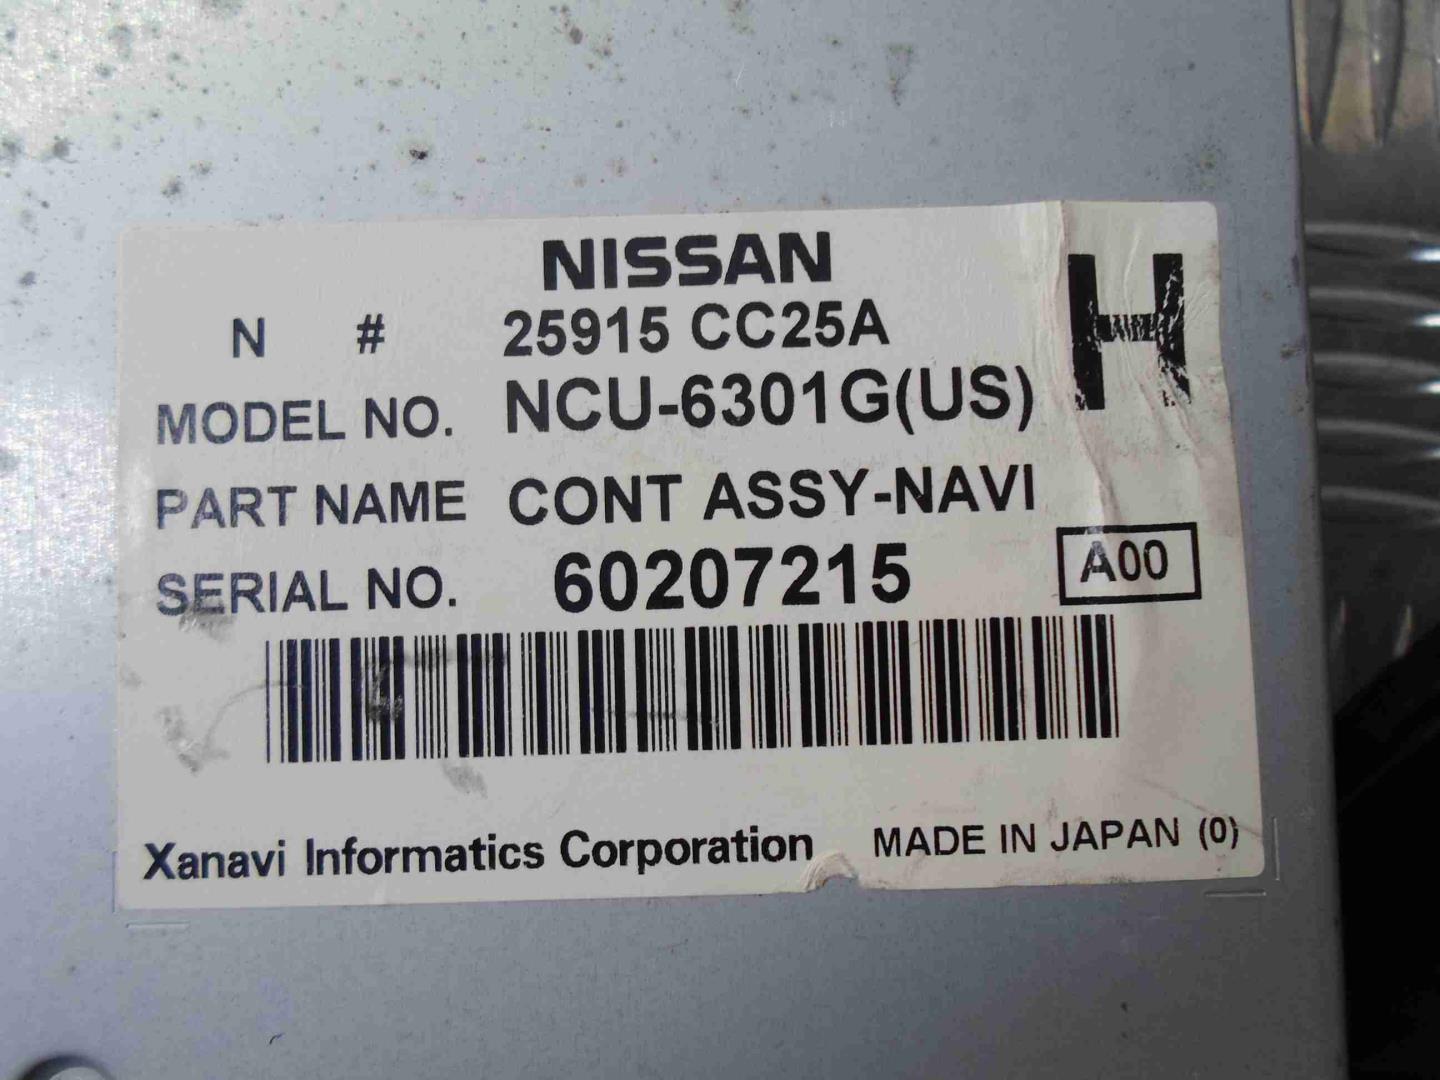 NISSAN
H
N # 25915 CC25A
MODEL NO. NCU-6301G(US)
PART NAME CONT ASSY-NAVI
SERIAL NO. 60207215 A00
Xanavi Informatics Corporation MADE IN JAPAN (0)